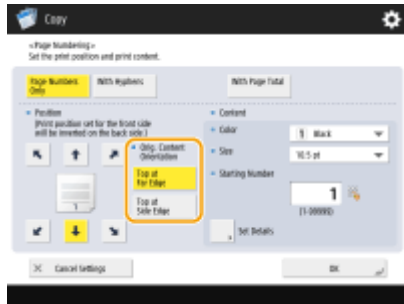 Copy
<Page Numbering>
Set the print position and print content.
Page Numbers
Only
With Hyphens
With Page Total
Position
(Print position set for the front side
will be inverted on the back side.)
Orig. Content
Orientation
Top at
Far Edge
Top at
Side Edge
1
Content
Color
Black
Size
10.5 pt
Starting Number
1
(1-99999)
Set Details
Cancel Settings
OK